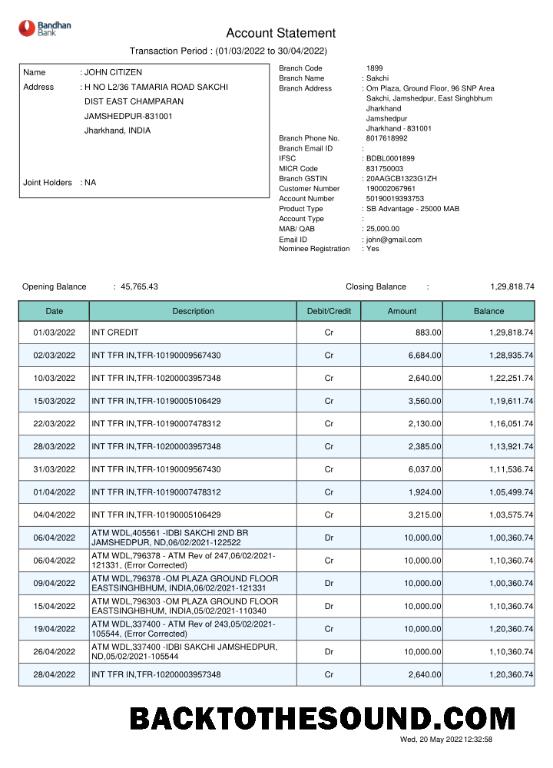 Bandhan
Bank
Account Statement
Transaction Period : (01/03/2022 to 30/04/2022)
Name : JOHN CITIZEN
Address : H NO L2/36 TAMARIA ROAD SAKCHI
DIST EAST CHAMPARAN
JAMSHEDPUR-831001
Jharkhand, INDIA
Joint Holders : NA
Branch Code 1899
Branch Name : Sakchi
Branch Address : Om Plaza, Ground Floor, 96 SNP Area
Sakchi, Jamshedpur, East Singhbhum
Jharkhand
Jamshedpur
Jharkhand - 831001
Branch Phone No. 8017618992
Branch Email ID :
IFSC : BDBL0001899
MICR Code 831750003
Branch GSTIN : 20AAGCB1323G1ZH
Customer Number 190002067961
Account Number 50190019393753
Product Type : SB Advantage - 25000 MAB
Account Type :
MAB/ QAB : 25,000.00
Email ID : john@gmail.com
Nominee Registration : Yes
Opening Balance : 45,765.43 Closing Balance : 1,29,818.74
Date Description Debit/Credit Amount Balance
01/03/2022 INT CREDIT Cr 883.00 1,29,818.74
02/03/2022 INT TFR IN,TFR-10190009567430 Cr 6,684.00 1,28,935.74
10/03/2022 INT TFR IN,TFR-10200003957348 Cr 2,640.00 1,22,251.74
15/03/2022 INT TFR IN,TFR-10190005106429 Cr 3,560.00 1,19,611.74
22/03/2022 INT TFR IN,TFR-10190007478312 Cr 2,130.00 1,16,051.74
28/03/2022 INT TFR IN,TFR-10200003957348 Cr 2,385.00 1,13,921.74
31/03/2022 INT TFR IN,TFR-10190009567430 Cr 6,037.00 1,11,536.74
01/04/2022 INT TFR IN,TFR-10190007478312 Cr 1,924.00 1,05,499.74
04/04/2022 INT TFR IN,TFR-10190005106429 Cr 3,215.00 1,03,575.74
06/04/2022 ATM WDL,405561 -IDBI SAKCHI 2ND BR
JAMSHEDPUR, ND,06/02/2021-122522 Dr 10,000.00 1,00,360.74
06/04/2022 ATM WDL,796378 - ATM Rev of 247,06/02/2021-
121331, (Error Corrected) Cr 10,000.00 1,10,360.74
09/04/2022 ATM WDL,796378 -OM PLAZA GROUND FLOOR
EASTSINGHBHUM, INDIA,06/02/2021-121331 Dr 10,000.00 1,00,360.74
15/04/2022 ATM WDL,796303 -OM PLAZA GROUND FLOOR
EASTSINGHBHUM, INDIA,05/02/2021-110340 Dr 10,000.00 1,10,360.74
19/04/2022 ATM WDL,337400 - ATM Rev of 243,05/02/2021-
105544, (Error Corrected) Cr 10,000.00 1,20,360.74
26/04/2022 ATM WDL,337400 -IDBI SAKCHI JAMSHEDPUR,
ND,05/02/2021-105544 Dr 10,000.00 1,10,360.74
28/04/2022 INT TFR IN,TFR-10200003957348 Cr 2,640.00 1,20,360.74
BACKTOTHESOUND.COM
Wed, 20 May 2022 12:32:58